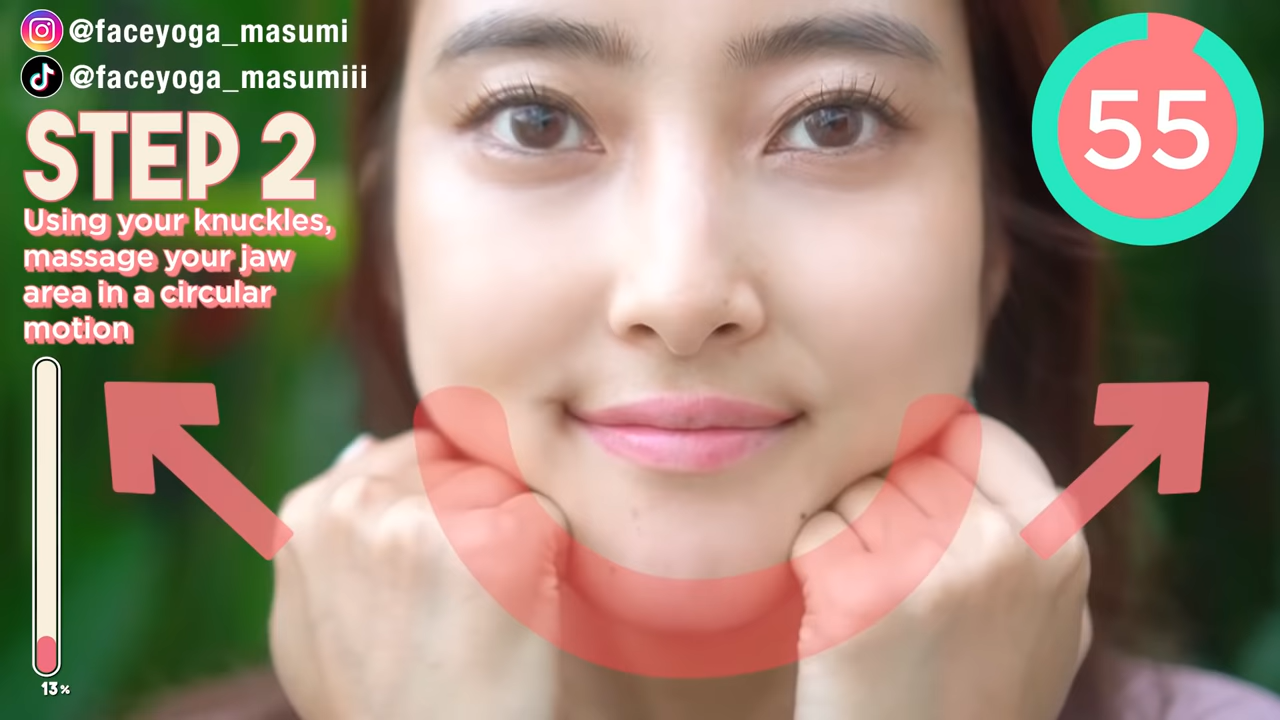 @faceyoga_masumi
@faceyoga_masumiii
STEP 2
Using your knuckles,
massage your jaw
area in a circular
motion
55
13%